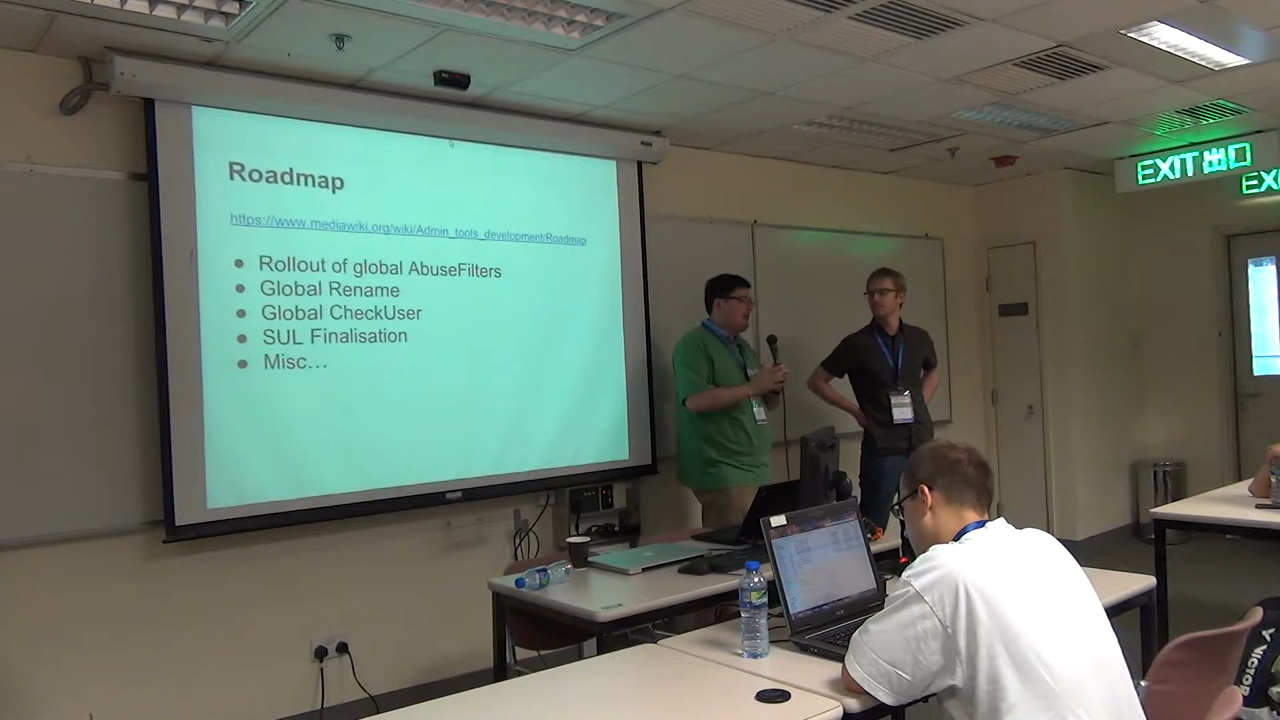 Roadmap
https://www.mediawiki.org/wiki/Admin_tools_development/Roadmap
Rollout of global AbuseFilters
Global Rename
Global CheckUser
SUL Finalisation
Misc…
EXIT 出口
EX
VICTOR